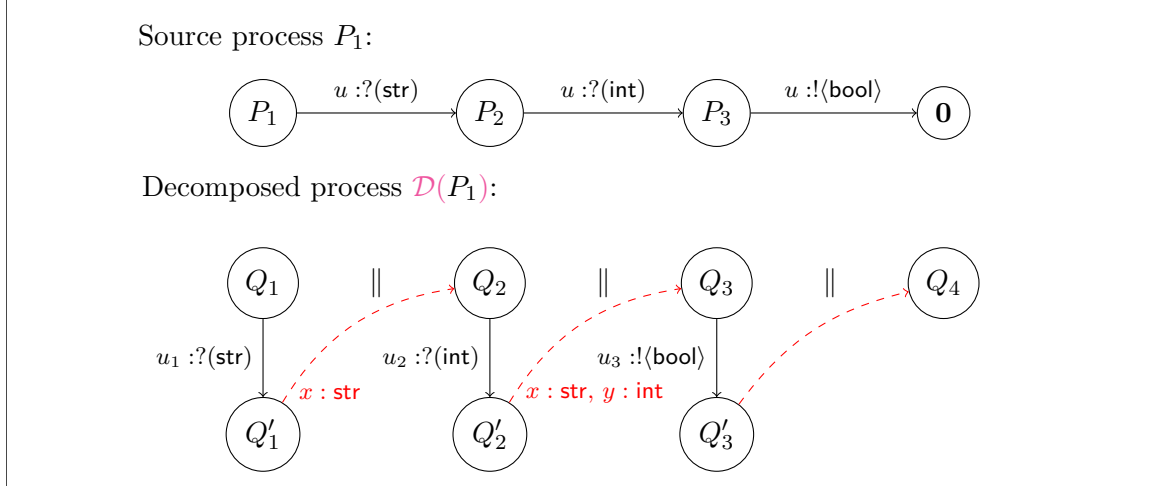 Source process P₁:
u :?(str) u :?(int) u :!⟨bool⟩
P₁ P₂ P₃ 0
Decomposed process 𝒟(P₁):
Q₁ ∥ Q₂ ∥ Q₃ ∥ Q₄
u₁ :?(str) u₂ :?(int) u₃ :!⟨bool⟩
x : str x : str, y : int
Q′₁ Q′₂ Q′₃